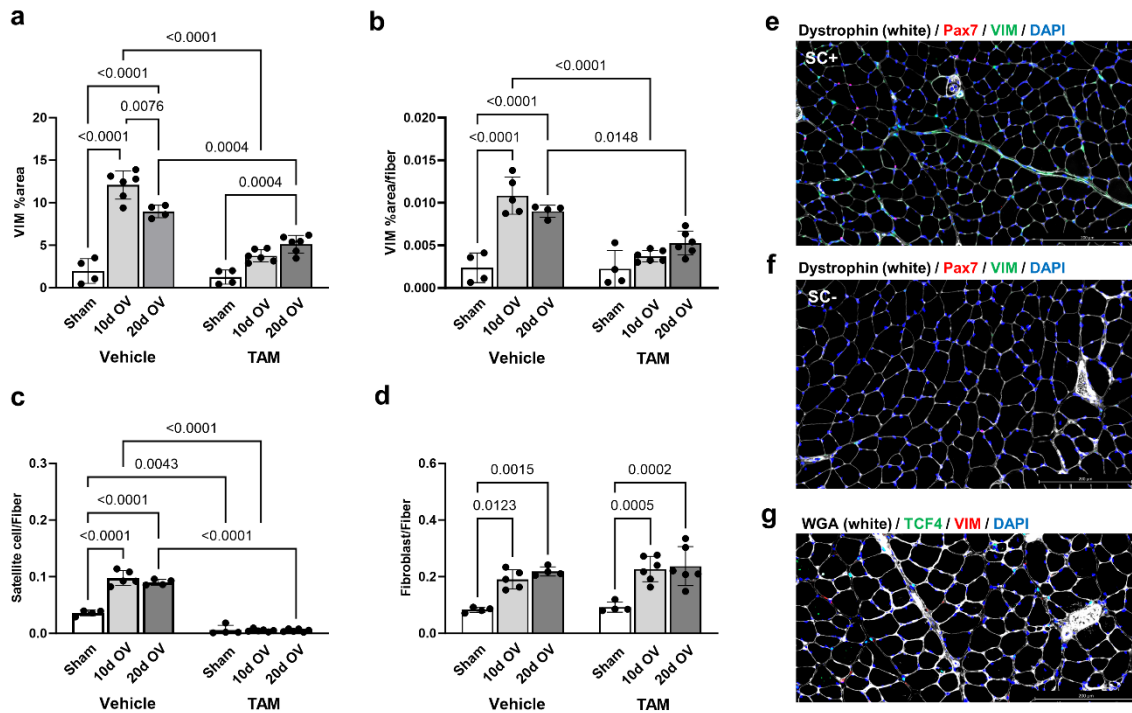 a
<0.0001
<0.0001
0.0076
<0.0001
0.0004
0.0004
VIM %area
20
15
10
5
0
Sham
10d OV
20d OV
Sham
10d OV
20d OV
Vehicle
TAM
b
<0.0001
<0.0001
<0.0001
0.0148
VIM %area/fiber
0.020
0.015
0.010
0.005
0.000
Sham
10d OV
20d OV
Sham
10d OV
20d OV
Vehicle
TAM
c
<0.0001
0.0043
<0.0001
<0.0001
<0.0001
Satellite cell/Fiber
0.3
0.2
0.1
0.0
Sham
10d OV
20d OV
Sham
10d OV
20d OV
Vehicle
TAM
d
0.0015
0.0123
0.0002
0.0005
Fibroblast/Fiber
0.6
0.4
0.2
0.0
Sham
10d OV
20d OV
Sham
10d OV
20d OV
Vehicle
TAM
e
Dystrophin (white) / Pax7 / VIM / DAPI
SC+
f
Dystrophin (white) / Pax7 / VIM / DAPI
SC-
g
WGA (white) / TCF4 / VIM / DAPI
200 µm